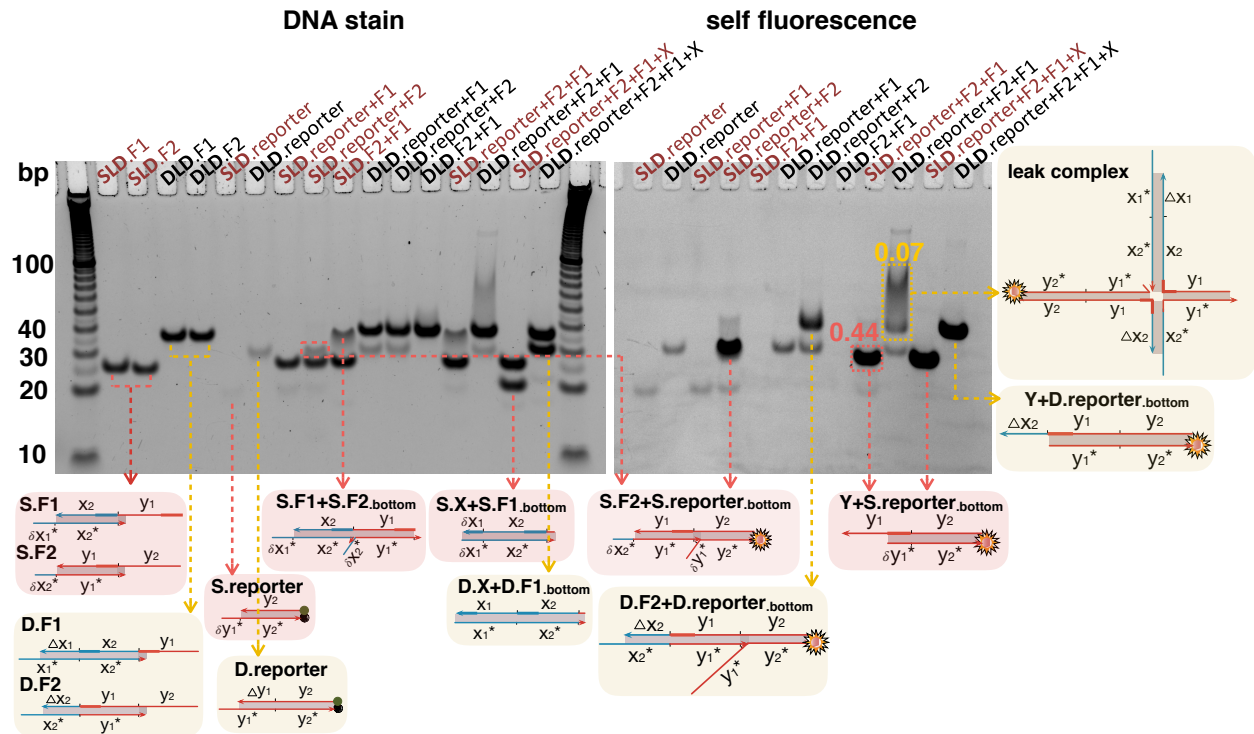 DNA stain
self fluorescence
bp
100
40
30
20
10
SLD.F1
SLD.F2
DLD.F1
DLD.F2
SLD.reporter
DLD.reporter
SLD.reporter+F1
SLD.reporter+F2
SLD.F2+F1
DLD.reporter+F1
DLD.reporter+F2
DLD.F2+F1
SLD.reporter+F2+F1
DLD.reporter+F2+F1
SLD.reporter+F2+F1+X
DLD.reporter+F2+F1+X
SLD.reporter
DLD.reporter
SLD.reporter+F1
SLD.reporter+F2
SLD.F2+F1
DLD.reporter+F1
DLD.reporter+F2
DLD.F2+F1
SLD.reporter+F2+F1
DLD.reporter+F2+F1
SLD.reporter+F2+F1+X
DLD.reporter+F2+F1+X
0.44
0.07
leak complex
x1* △x1
x2* x2
y2* y1* y1
y2 y1 y1*
△x2 x2*
Y+D.reporter.bottom
△x2 y1 y2
y1* y2*
S.F1
x2 y1
δx1* x2*
S.F2
y1 y2
δx2* y1*
D.F1
△x1 x2 y1
x1* x2*
D.F2
△x2 y1 y2
x2* y1*
S.reporter
y2
δy1* y2*
D.reporter
△y1 y2
y1* y2*
S.F1+S.F2.bottom
x2 y1
δx1* x2* δx2* y1*
S.X+S.F1.bottom
δx1 x2
δx1* x2*
D.X+D.F1.bottom
x1 x2
x1* x2*
S.F2+S.reporter.bottom
y1 y2
δx2* y1* δy1* y2*
D.F2+D.reporter.bottom
△x2 y1 y2
x2* y1* y1* y2*
Y+S.reporter.bottom
y1 y2
δy1* y2*